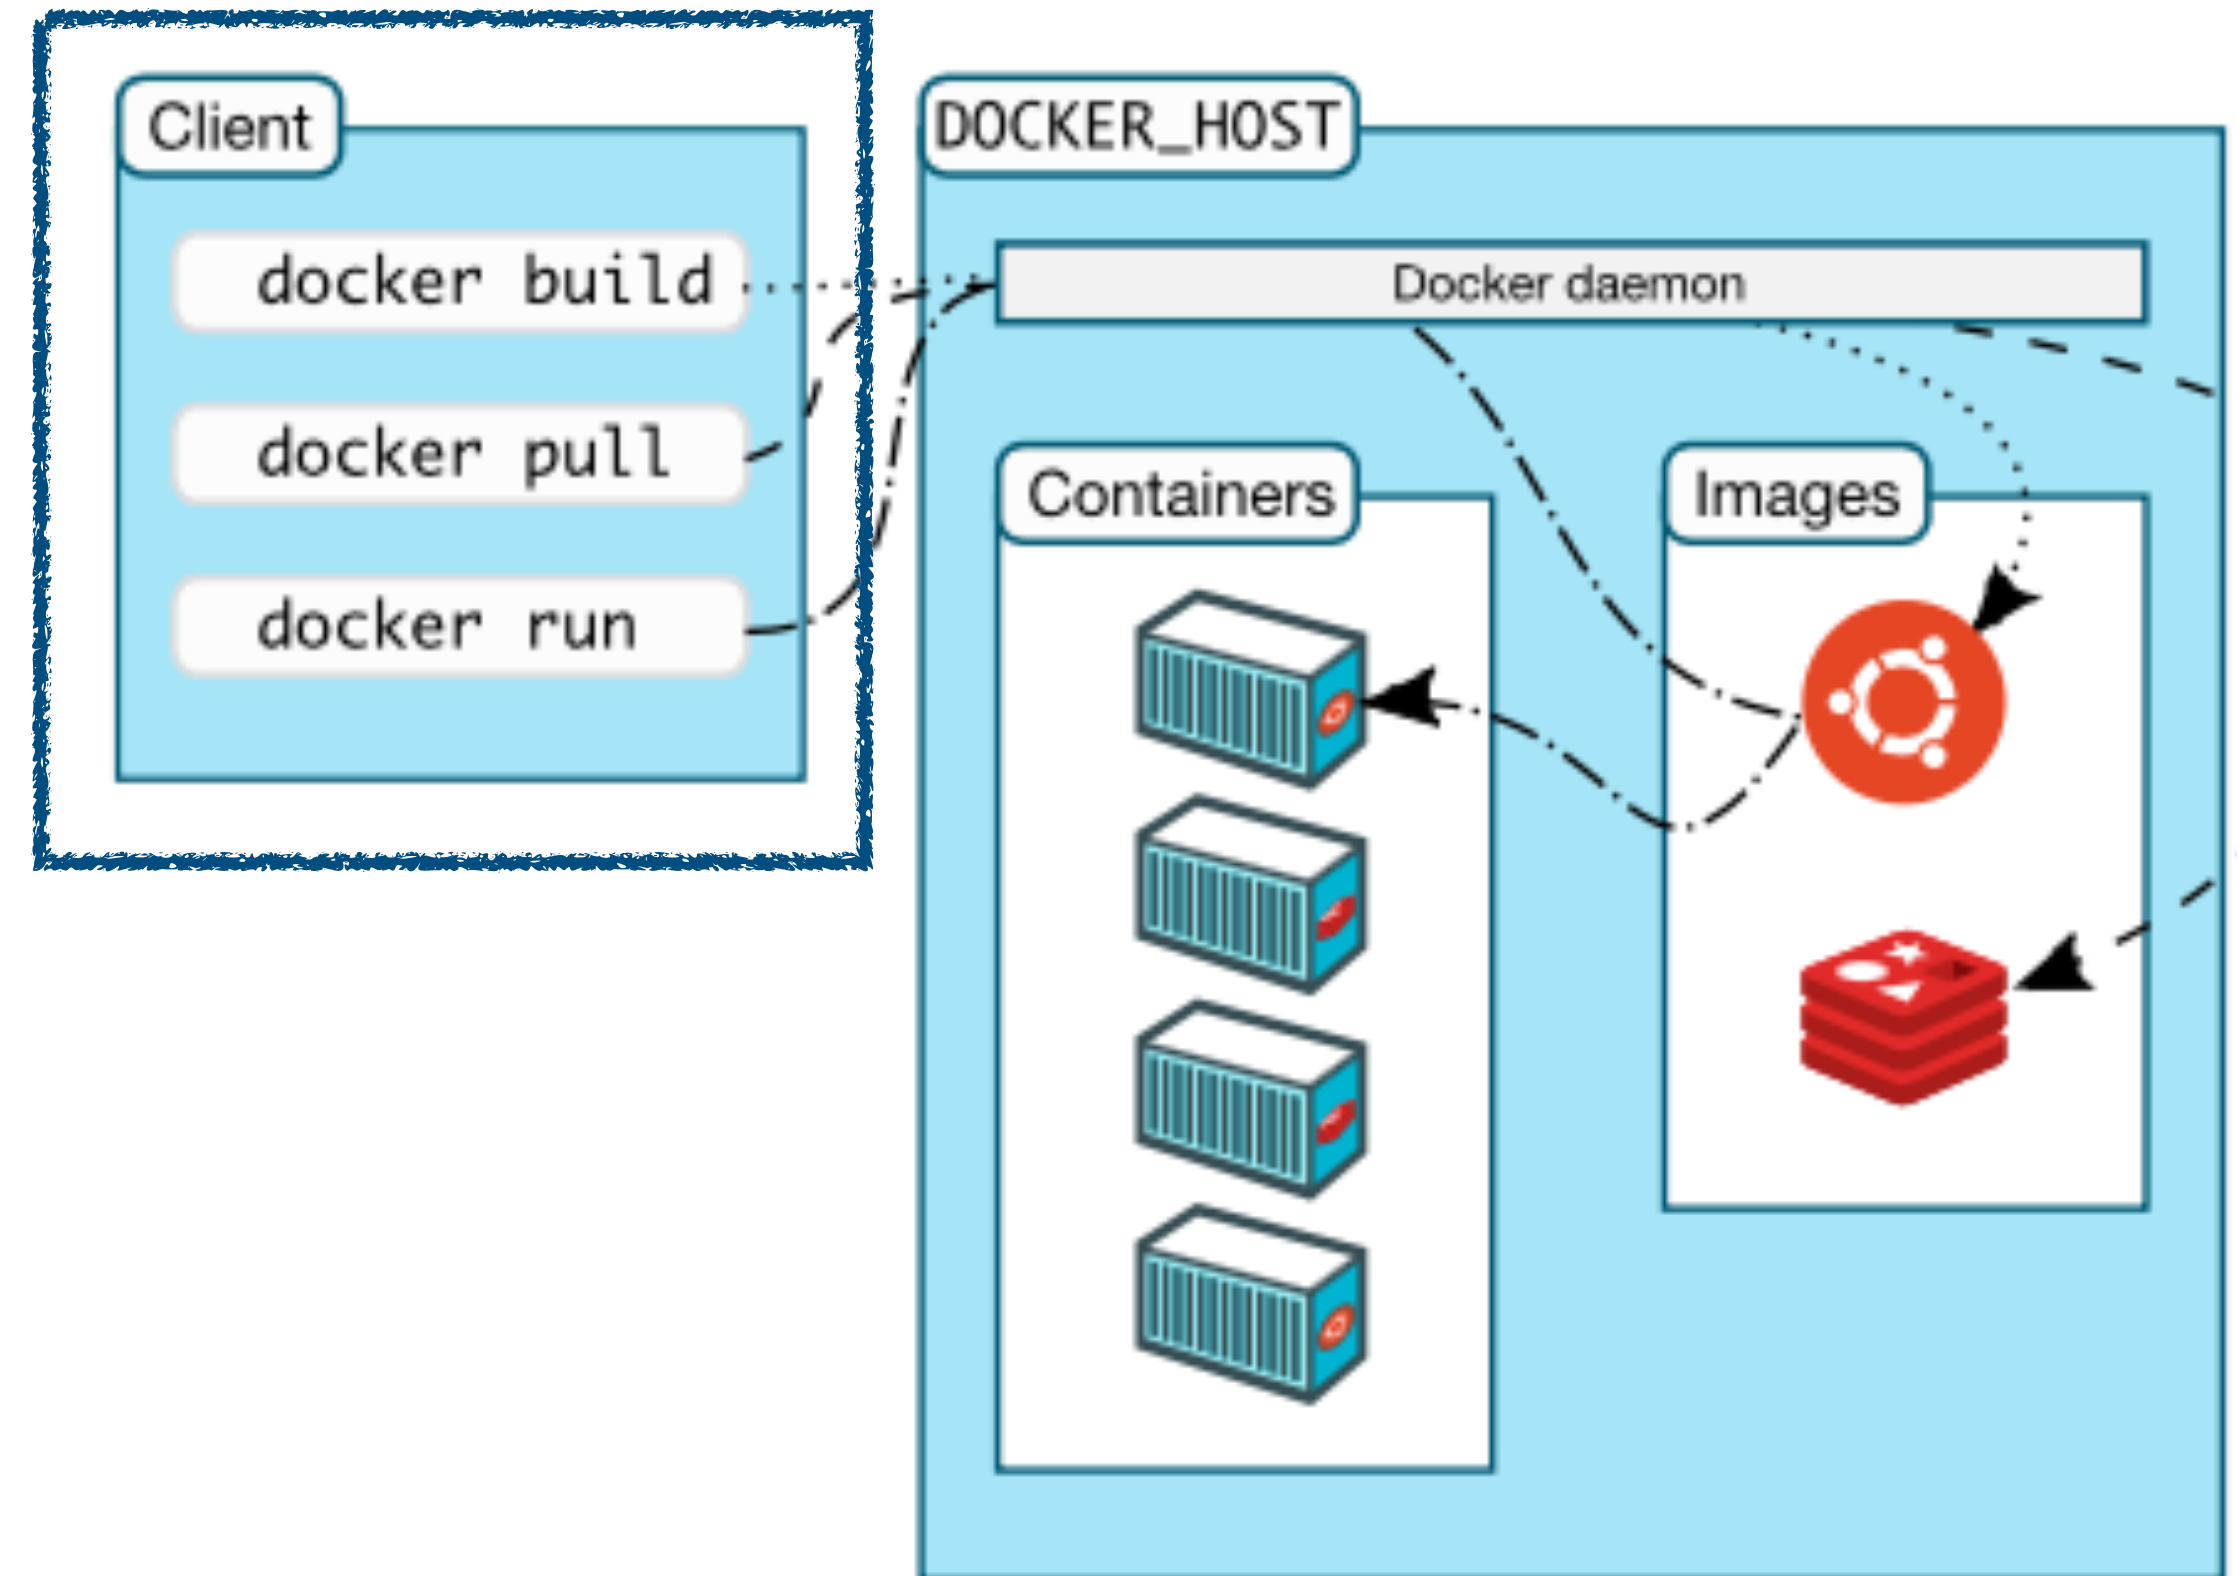 Client
docker build
docker pull
docker run
DOCKER_HOST
Docker daemon
Containers
Images